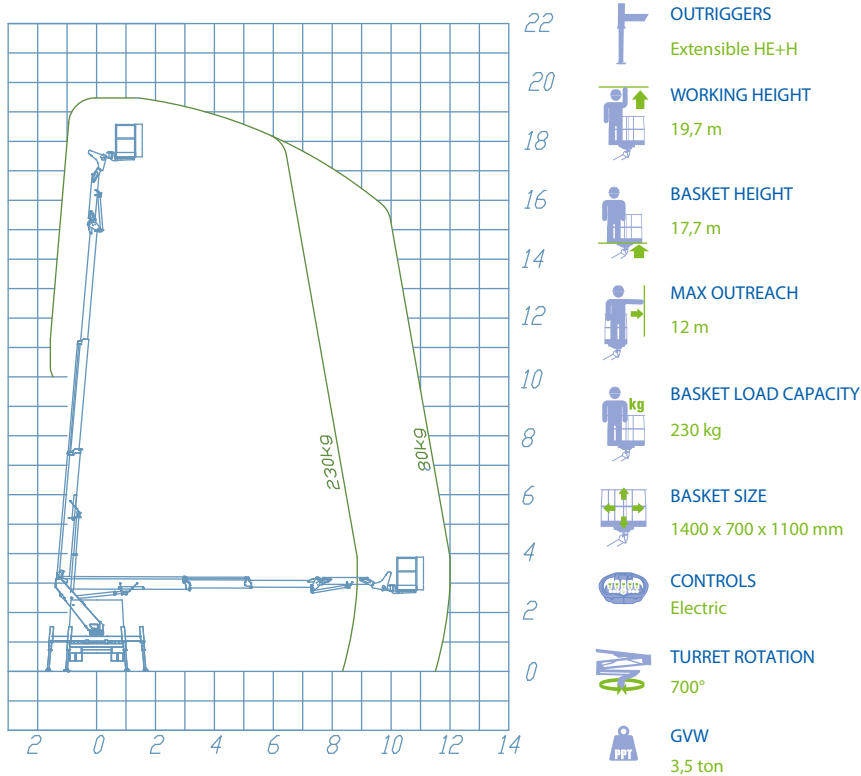 22
20
18
16
14
12
10
8
6
4
2
0
2 0 2 4 6 8 10 12 14
230kg
80kg
OUTRIGGERS
Extensible HE+H
WORKING HEIGHT
19,7 m
BASKET HEIGHT
17,7 m
MAX OUTREACH
12 m
kg
BASKET LOAD CAPACITY
230 kg
BASKET SIZE
1400 x 700 x 1100 mm
CONTROLS
Electric
TURRET ROTATION
700°
PPT
GVW
3,5 ton